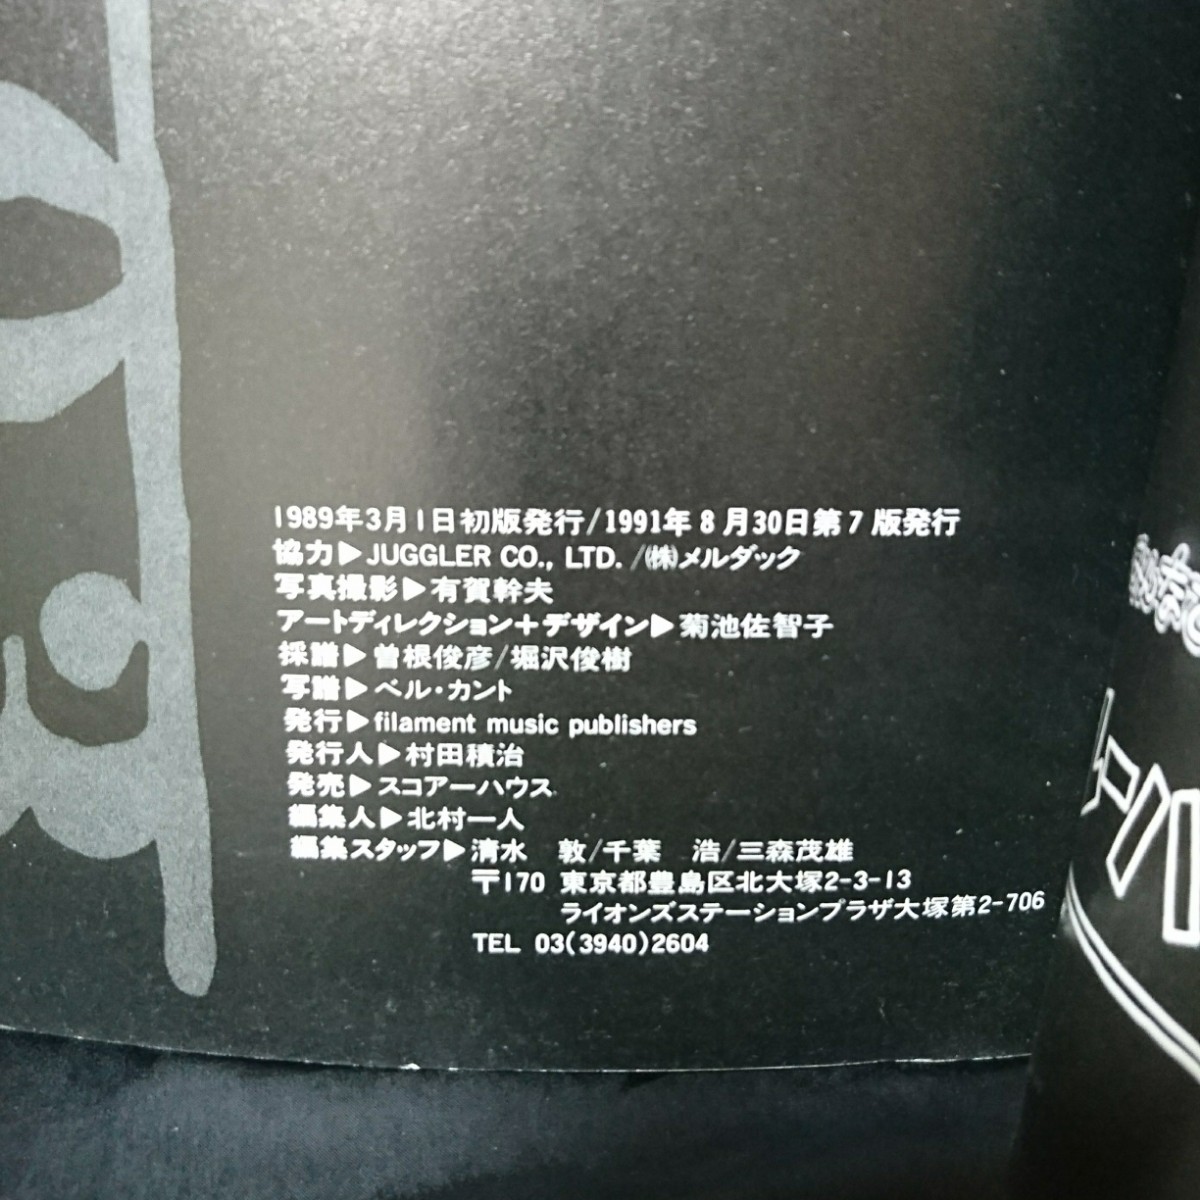 1989年3月1日初版発行/1991年8月30日第7版発行
協力▶JUGGLER CO., LTD. /㈱メルダック
写真撮影▶有賀幹夫
アートディレクション+デザイン▶菊池佐智子
採譜▶曽根俊彦/堀沢俊樹
写譜▶ベル・カント
発行▶filament music publishers
発行人▶村田積治
発売▶スコアーハウス
編集人▶北村一人
編集スタッフ▶清水 敦/千葉 浩/三森茂雄
〒170 東京都豊島区北大塚2-3-13
ライオンズステーションプラザ大塚第2-706
TEL 03(3940)2604